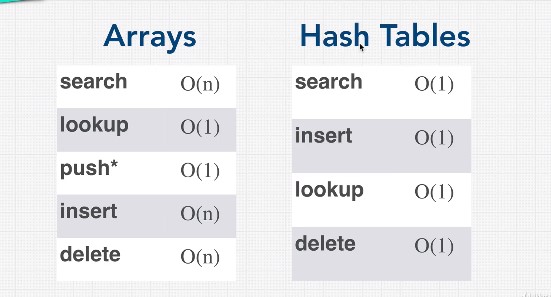 Arrays
search O(n)
lookup O(1)
push* O(1)
insert O(n)
delete O(n)
Hash Tables
search O(1)
insert O(1)
lookup O(1)
delete O(1)